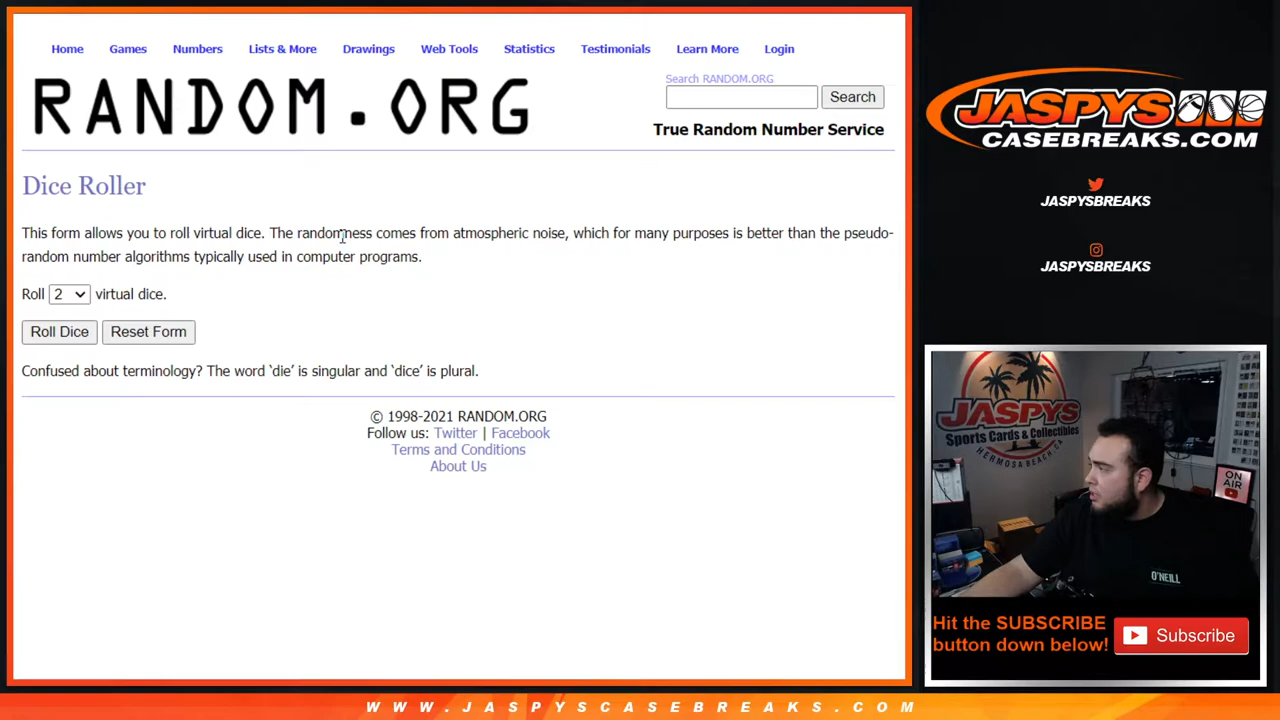 Home Games Numbers Lists & More Drawings Web Tools Statistics Testimonials Learn More Login
RANDOM.ORG
Search RANDOM.ORG
Search
True Random Number Service
Dice Roller
This form allows you to roll virtual dice. The randomness comes from atmospheric noise, which for many purposes is better than the pseudo-
random number algorithms typically used in computer programs.
Roll 2 virtual dice.
Roll Dice Reset Form
Confused about terminology? The word ‘die’ is singular and ‘dice’ is plural.
© 1998-2021 RANDOM.ORG
Follow us: Twitter | Facebook
Terms and Conditions
About Us
JASPYS
CASEBREAKS.COM
JASPYSBREAKS
JASPYSBREAKS
JASPYS
Sports Cards & Collectibles
HERMOSA BEACH, CA
ON AIR
O'NEILL
Hit the SUBSCRIBE
button down below!
Subscribe
WWW.JASPYSCASEBREAKS.COM